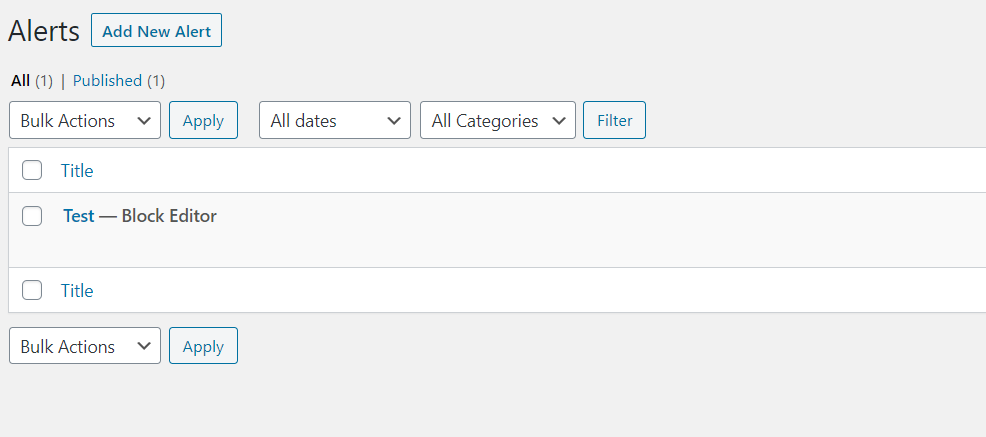 Alerts Add New Alert
All (1) | Published (1)
Bulk Actions Apply All dates All Categories Filter
Title
Test — Block Editor
Title
Bulk Actions Apply